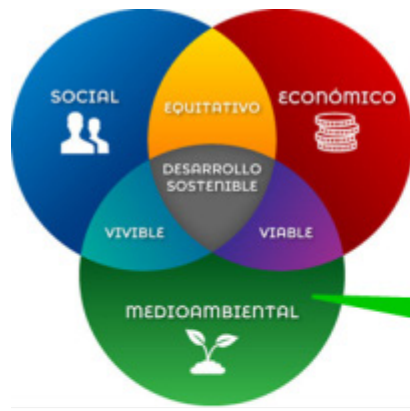 SOCIAL
ECONÓMICO
EQUITATIVO
DESARROLLO
SOSTENIBLE
VIVIBLE
VIABLE
MEDIOAMBIENTAL